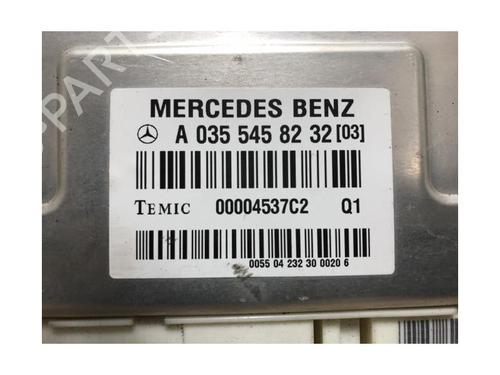 MERCEDES BENZ
A 035 545 82 32 [03]
TEMIC 00004537C2 Q1
0055 04 232 30 0020 6